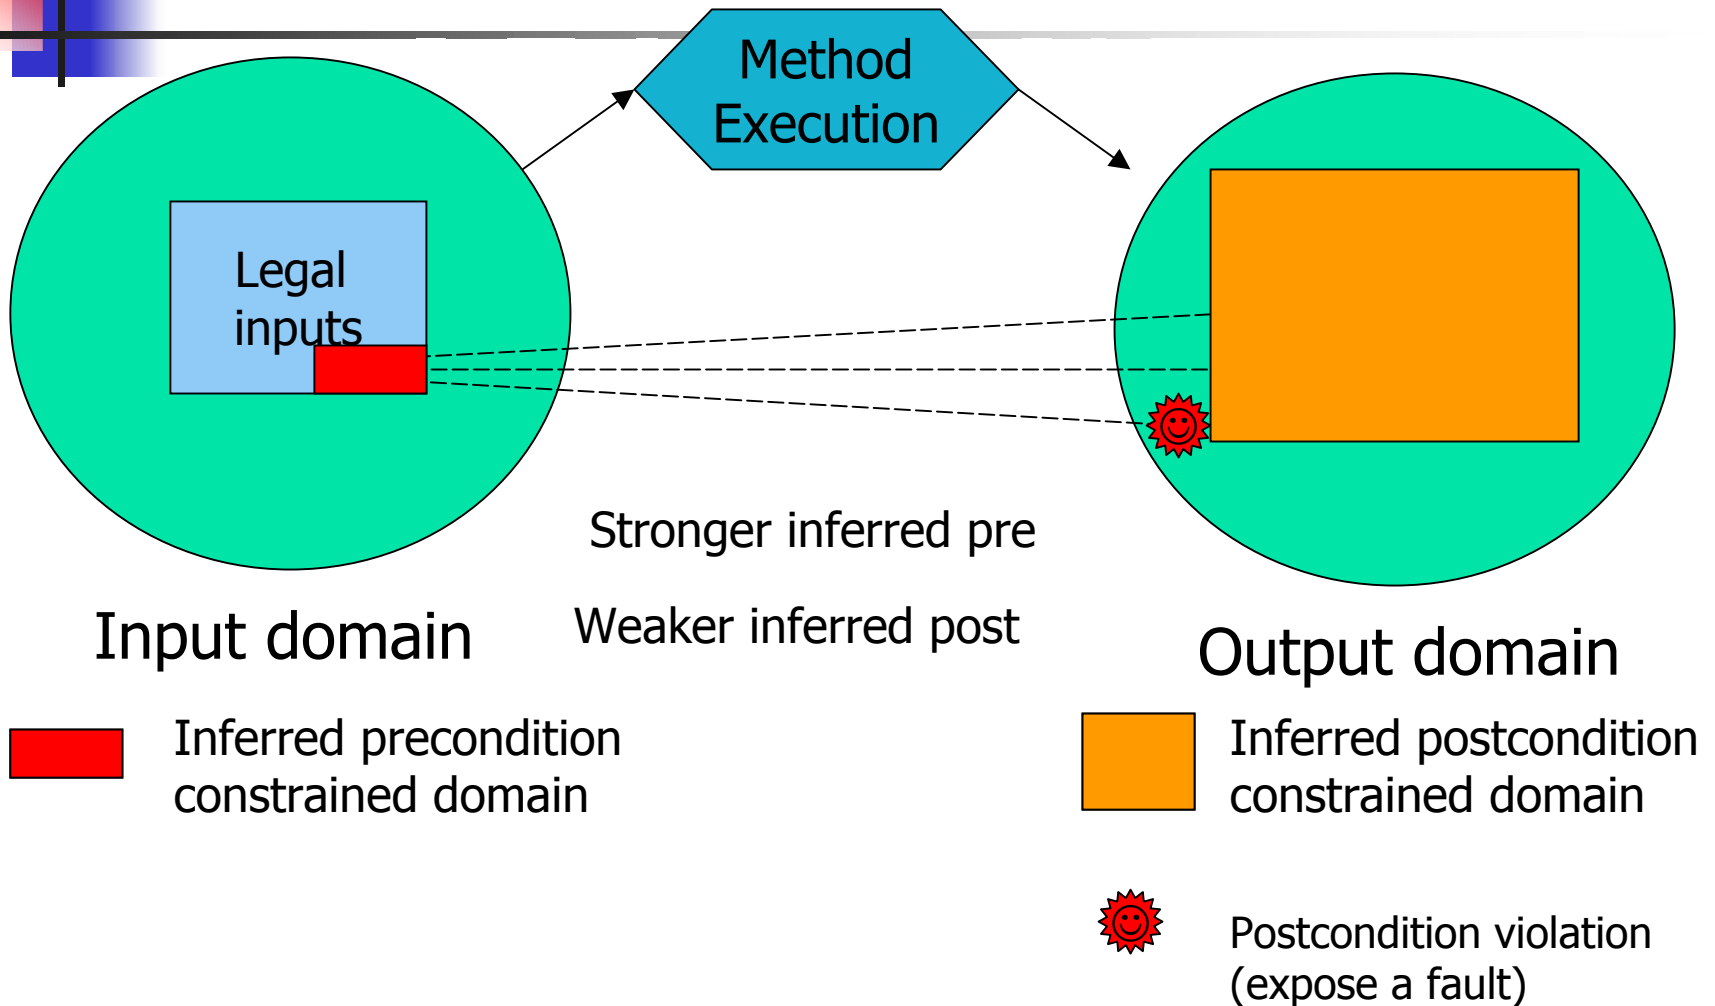 Method
Execution
Legal
inputs
Stronger inferred pre
Weaker inferred post
Input domain
Output domain
Inferred precondition
constrained domain
Inferred postcondition
constrained domain
Postcondition violation
(expose a fault)